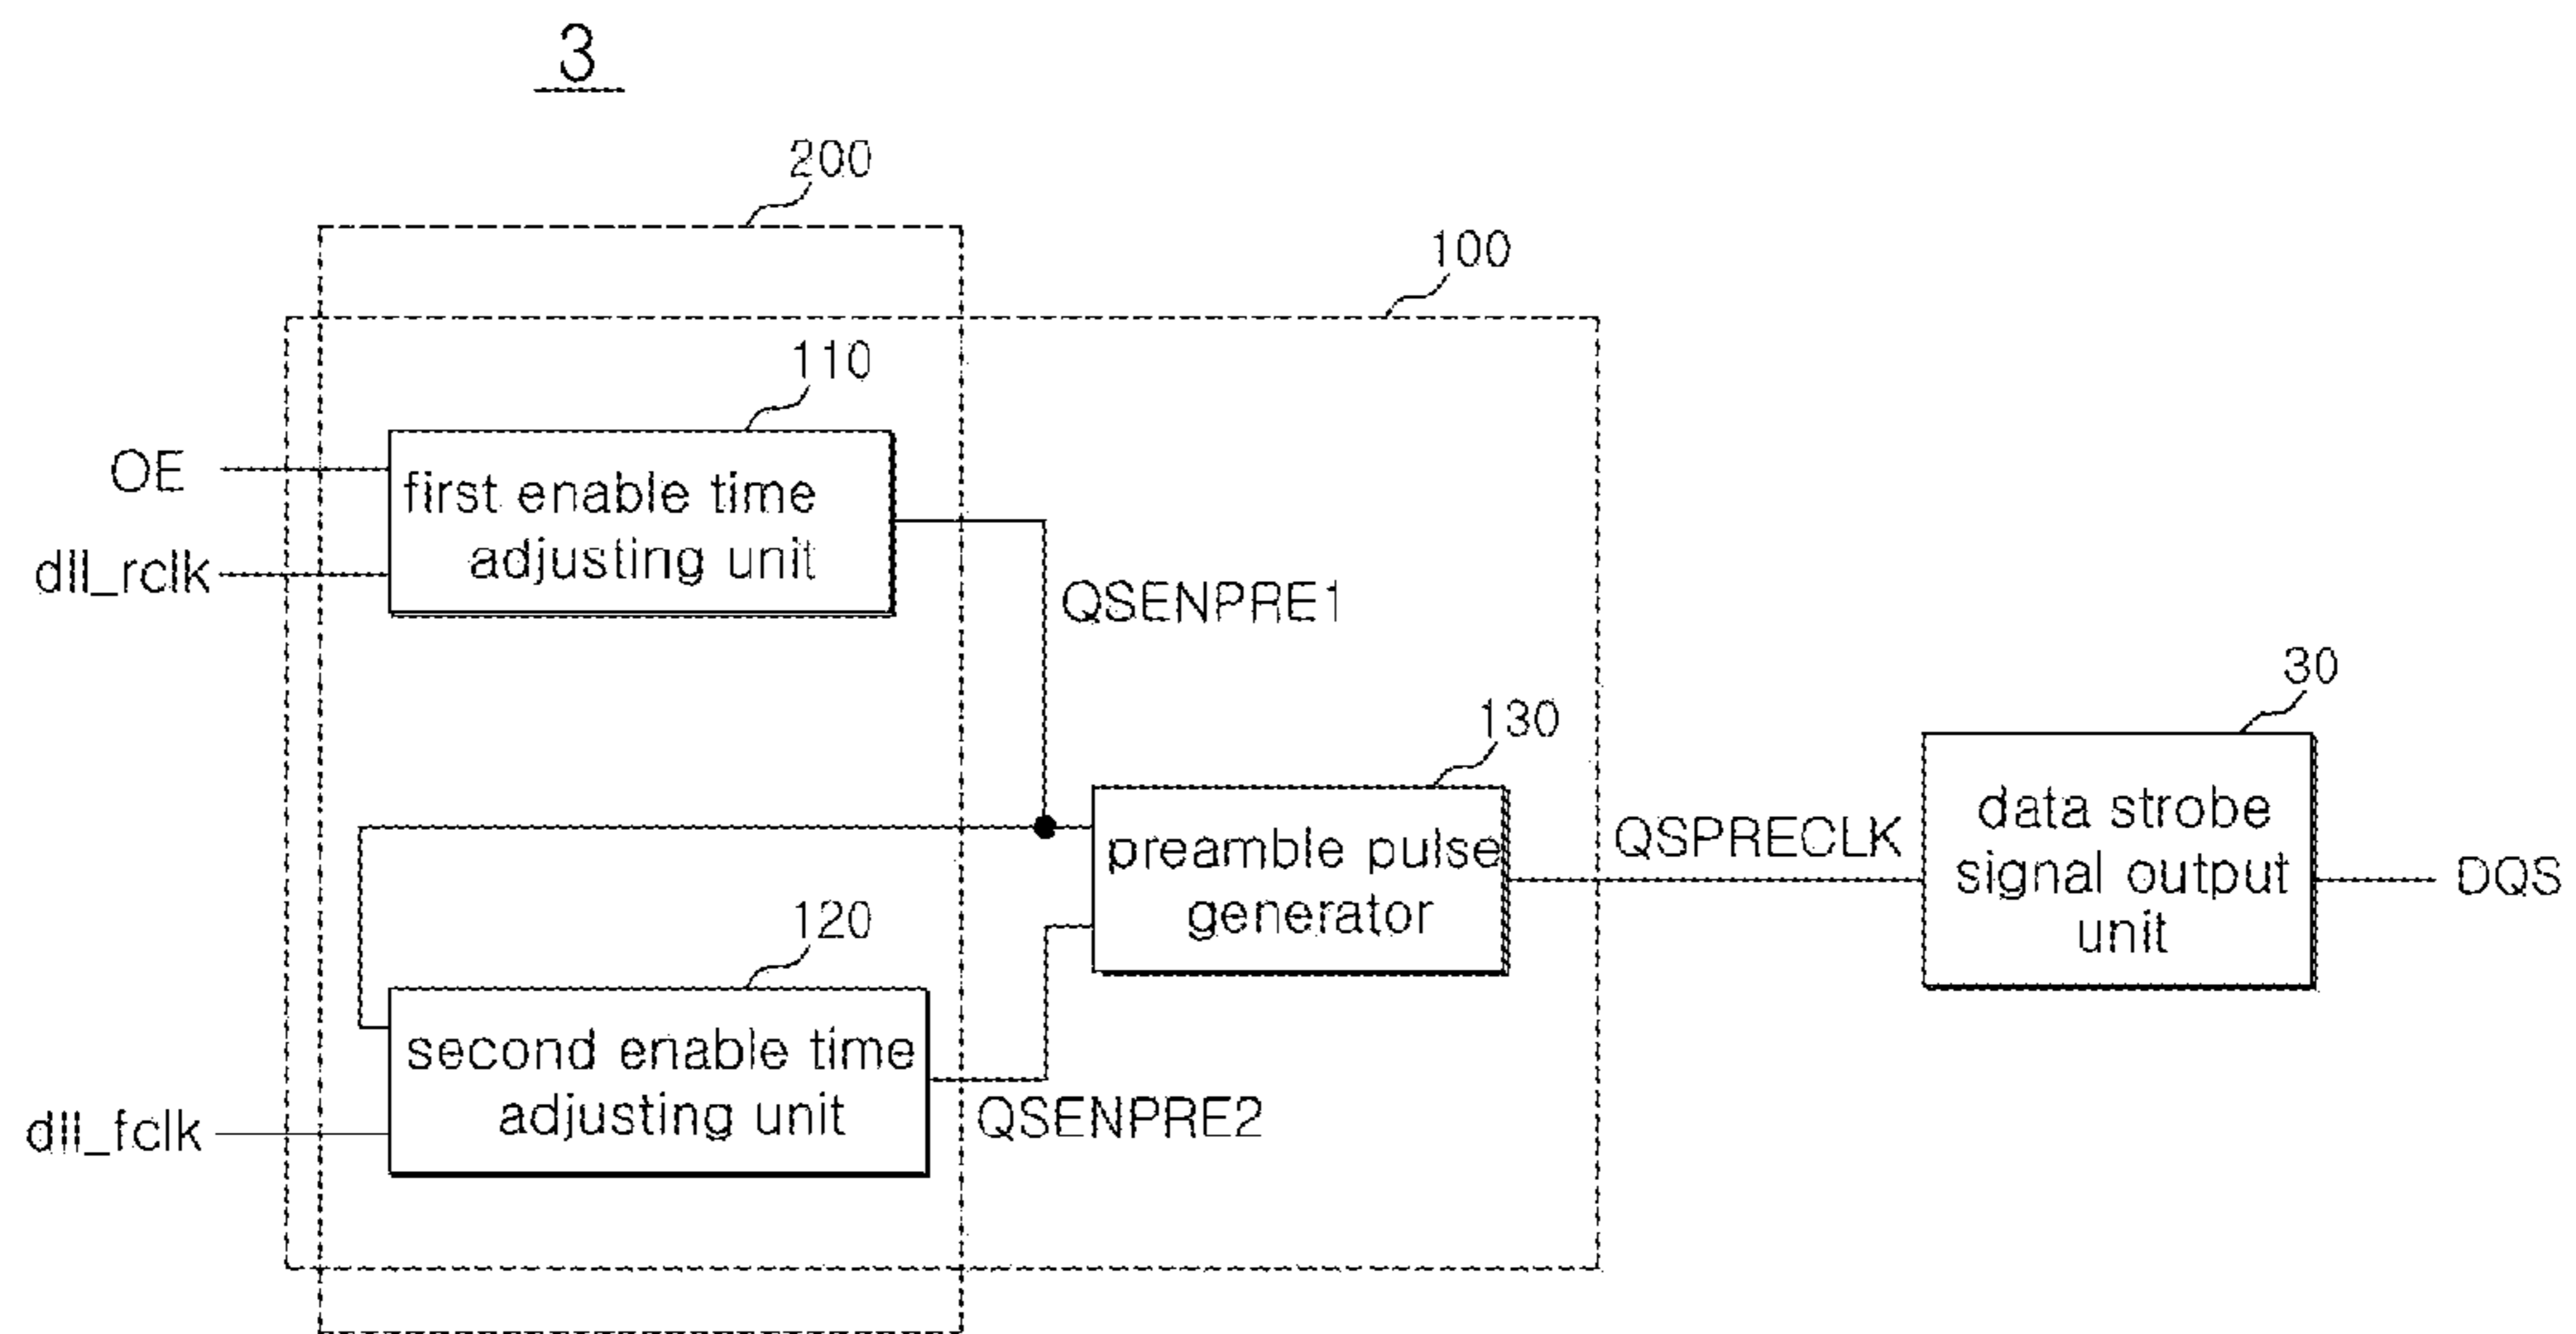 3
200
100
110
OE
first enable time
adjusting unit
dll_rclk
QSENPRE1
30
130
data strobe
signal output
unit
preamble pulse
generator
QSPRECLK
DQS
120
second enable time
adjusting unit
QSENPRE2
dll_fclk